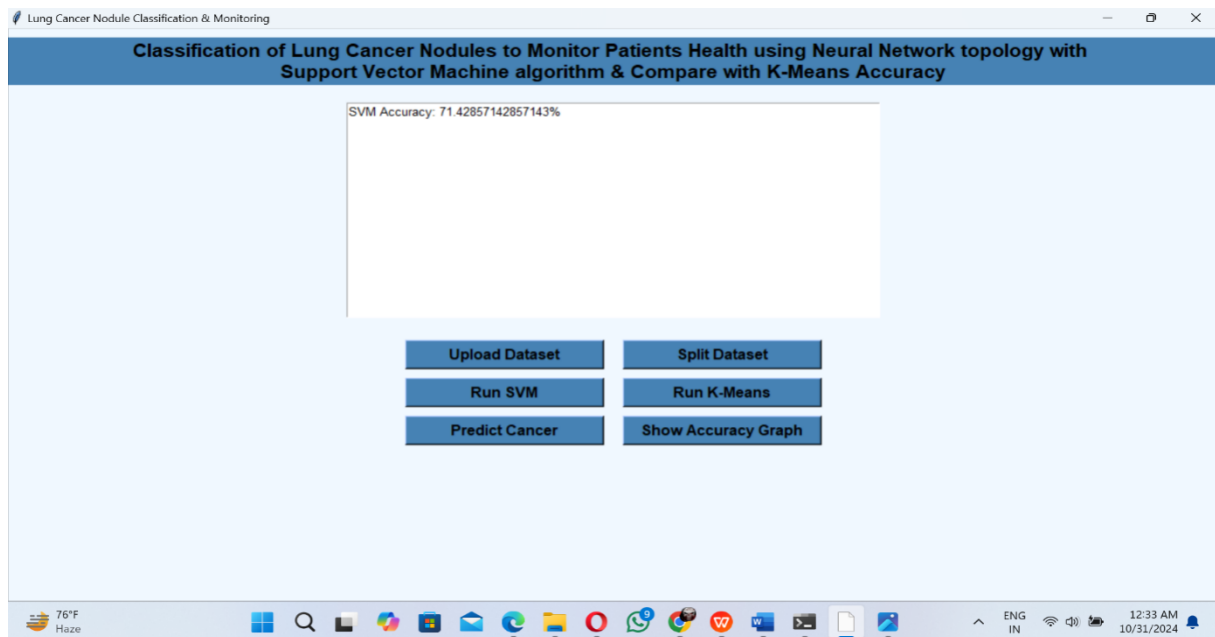 Lung Cancer Nodule Classification & Monitoring
Classification of Lung Cancer Nodules to Monitor Patients Health using Neural Network topology with
Support Vector Machine algorithm & Compare with K-Means Accuracy
SVM Accuracy: 71.42857142857143%
Upload Dataset
Split Dataset
Run SVM
Run K-Means
Predict Cancer
Show Accuracy Graph
76°F
Haze
9
W
ENG
IN
12:33 AM
10/31/2024